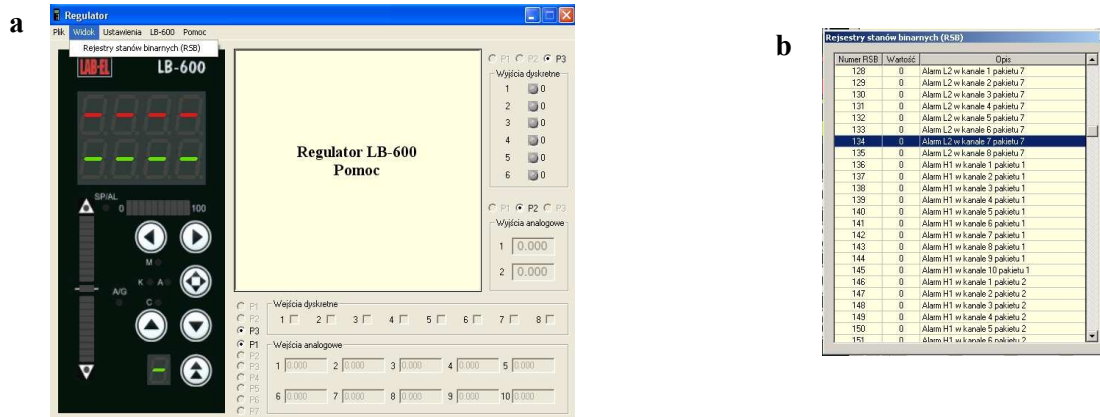 a
Regulator
Plik Widok Ustawienia LB-600 Pomoc
Rejestry stanów binarnych (RSB)
LAB-EL LB-600
SP/AL
0 100
M
K A
A/G
C
Regulator LB-600
Pomoc
P1 P2 P3
Wyjścia dyskretne
1 0
2 0
3 0
4 0
5 0
6 0
P1 P2 P3
Wyjścia analogowe
1 0.000
2 0.000
P1
P2
P3
Wejścia dyskretne
1 2 3 4 5 6 7 8
P1
P2
P3
P4
P5
P6
P7
Wejścia analogowe
1 0.000 2 0.000 3 0.000 4 0.000 5 0.000
6 0.000 7 0.000 8 0.000 9 0.000 10 0.000
b
Rejsestry stanów binarnych (RSB)
Numer RSB Wartość Opis
128 0 Alarm L2 w kanale 1 pakietu 7
129 0 Alarm L2 w kanale 2 pakietu 7
130 0 Alarm L2 w kanale 3 pakietu 7
131 0 Alarm L2 w kanale 4 pakietu 7
132 0 Alarm L2 w kanale 5 pakietu 7
133 0 Alarm L2 w kanale 6 pakietu 7
134 0 Alarm L2 w kanale 7 pakietu 7
135 0 Alarm L2 w kanale 8 pakietu 7
136 0 Alarm H1 w kanale 1 pakietu 1
137 0 Alarm H1 w kanale 2 pakietu 1
138 0 Alarm H1 w kanale 3 pakietu 1
139 0 Alarm H1 w kanale 4 pakietu 1
140 0 Alarm H1 w kanale 5 pakietu 1
141 0 Alarm H1 w kanale 6 pakietu 1
142 0 Alarm H1 w kanale 7 pakietu 1
143 0 Alarm H1 w kanale 8 pakietu 1
144 0 Alarm H1 w kanale 9 pakietu 1
145 0 Alarm H1 w kanale 10 pakietu 1
146 0 Alarm H1 w kanale 1 pakietu 2
147 0 Alarm H1 w kanale 2 pakietu 2
148 0 Alarm H1 w kanale 3 pakietu 2
149 0 Alarm H1 w kanale 4 pakietu 2
150 0 Alarm H1 w kanale 5 pakietu 2
151 0 Alarm H1 w kanale 6 pakietu 2